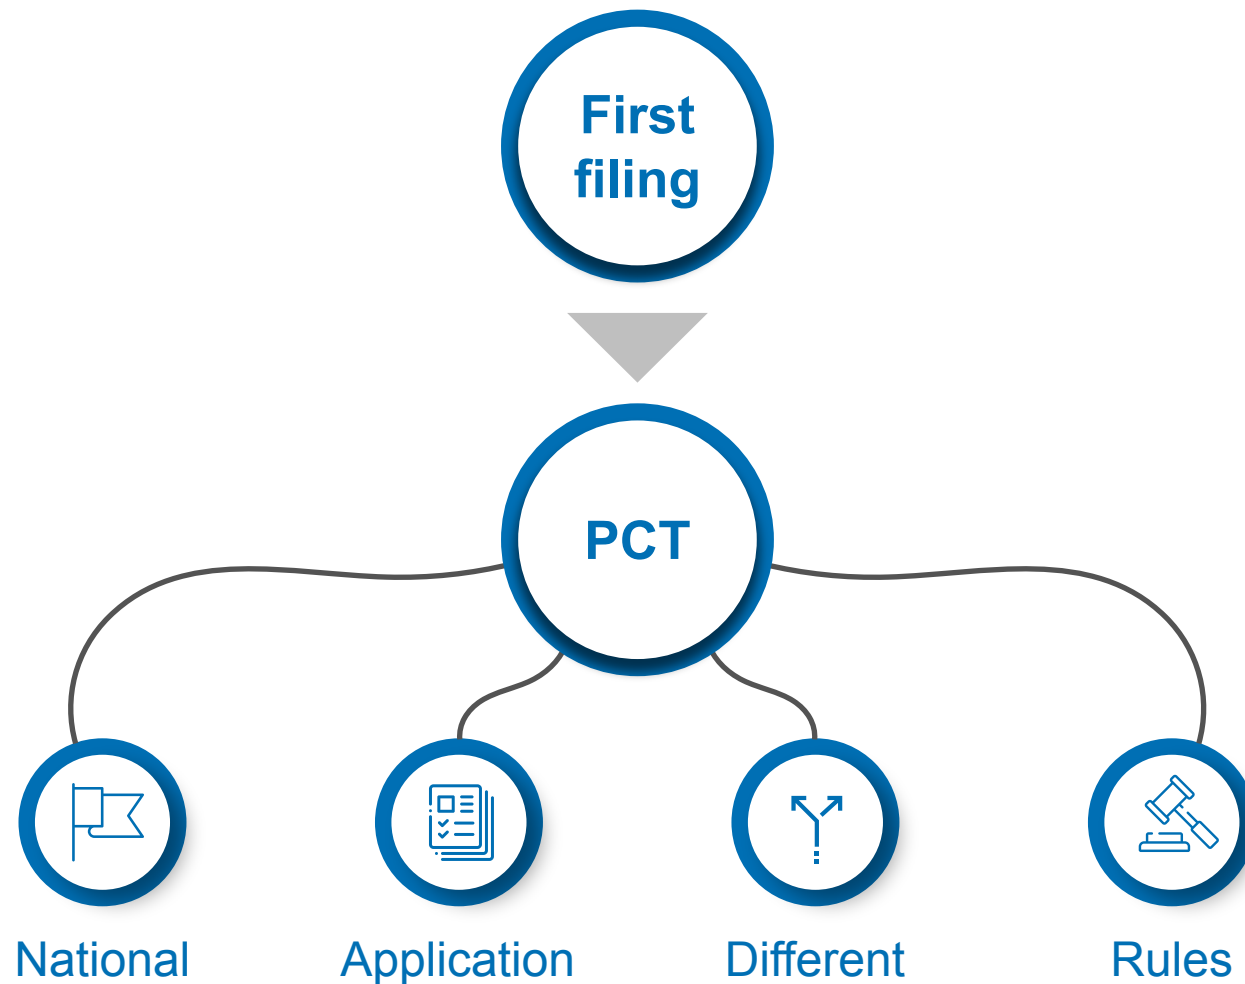 First
filing
PCT
National
Application
Different
Rules